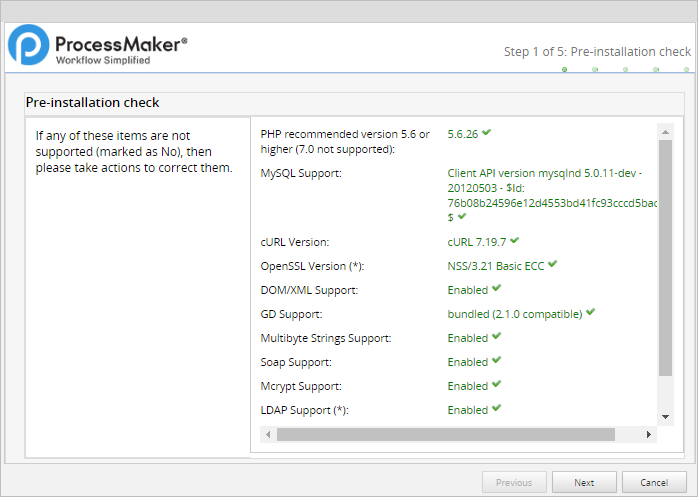 ProcessMaker®
Workflow Simplified
Step 1 of 5: Pre-installation check
Pre-installation check
If any of these items are not
supported (marked as No), then
please take actions to correct them.
PHP recommended version 5.6 or
higher (7.0 not supported):
5.6.26
MySQL Support:
Client API version mysqlnd 5.0.11-dev -
20120503 - $Id:
76b08b24596e12d4553bd41fc93cccd5bac
$
cURL Version:
cURL 7.19.7
OpenSSL Version (*):
NSS/3.21 Basic ECC
DOM/XML Support:
Enabled
GD Support:
bundled (2.1.0 compatible)
Multibyte Strings Support:
Enabled
Soap Support:
Enabled
Mcrypt Support:
Enabled
LDAP Support (*):
Enabled
Previous
Next
Cancel